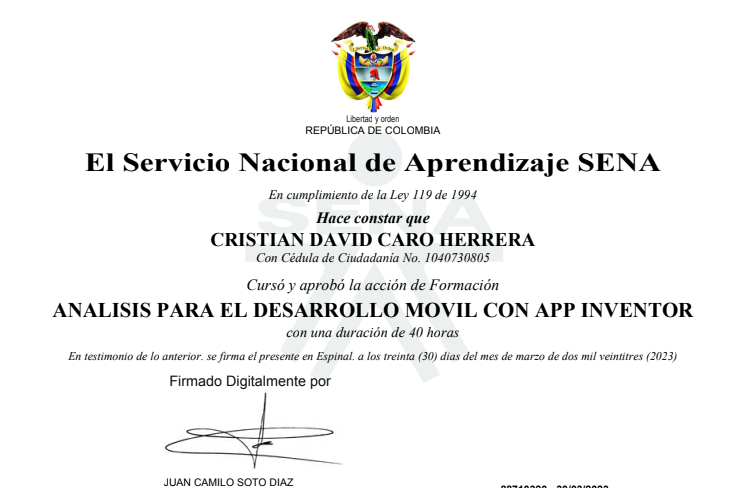 Libertad y orden
REPÚBLICA DE COLOMBIA
El Servicio Nacional de Aprendizaje SENA
En cumplimiento de la Ley 119 de 1994
SENA
Hace constar que
CRISTIAN DAVID CARO HERRERA
Con Cédula de Ciudadanía No. 1040730805
Cursó y aprobó la acción de Formación
ANALISIS PARA EL DESARROLLO MOVIL CON APP INVENTOR
con una duración de 40 horas
En testimonio de lo anterior. se firma el presente en Espinal. a los treinta (30) dias del mes de marzo de dos mil veintitres (2023)
Firmado Digitalmente por
JUAN CAMILO SOTO DIAZ